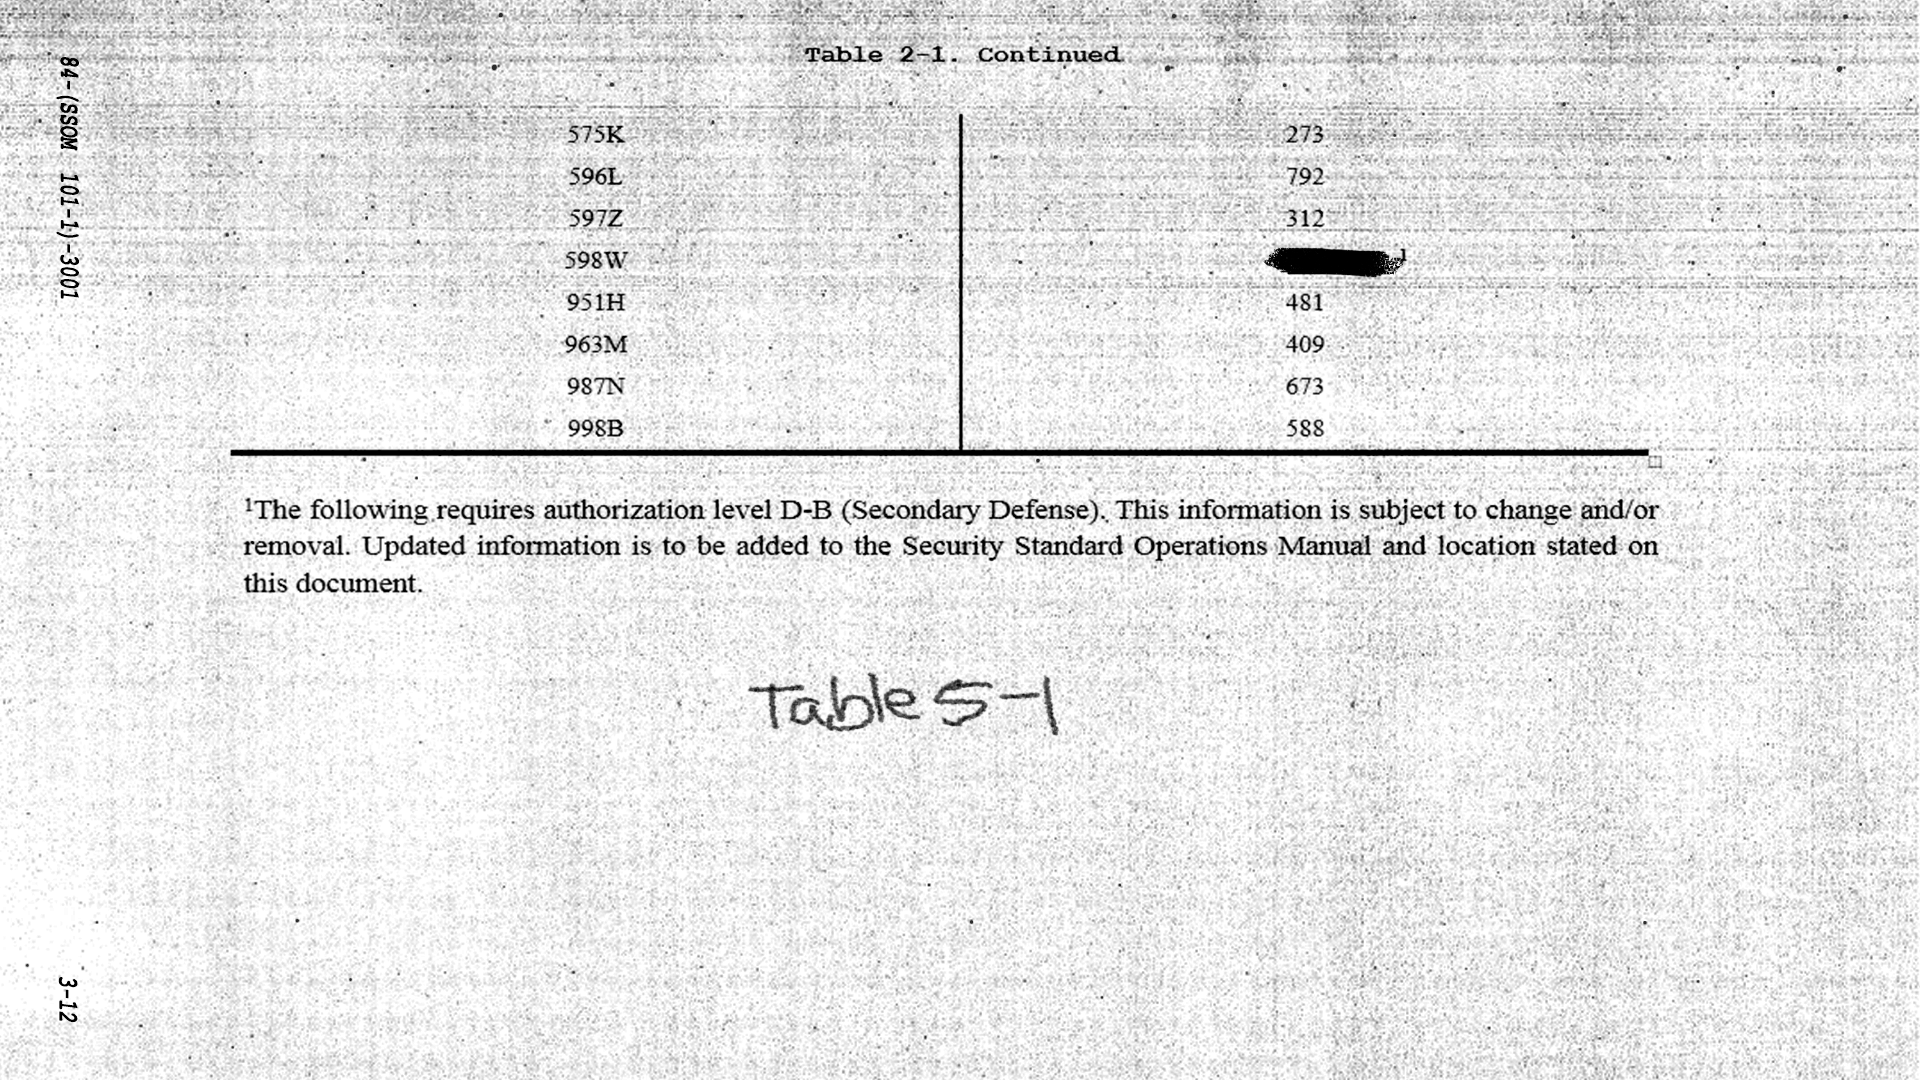 Table 2-1. Continued
575K 273
596L 792
597Z 312
598W 1
951H 481
963M 409
987N 673
998B 588
1The following requires authorization level D-B (Secondary Defense). This information is subject to change and/or
removal. Updated information is to be added to the Security Standard Operations Manual and location stated on
this document.
Table 5-1
84-(SSOM 101-1)-3001
3-12